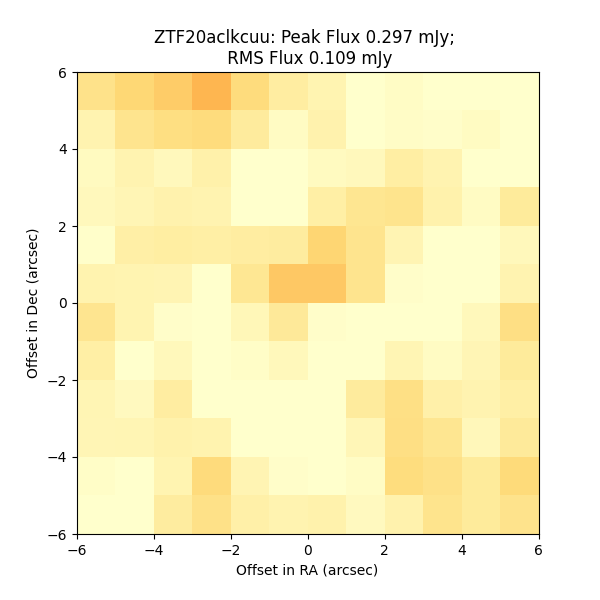 ZTF20aclkcuu: Peak Flux 0.297 mJy;
RMS Flux 0.109 mJy
6
4
2
0
−2
−4
−6
Offset in Dec (arcsec)
−6 −4 −2 0 2 4 6
Offset in RA (arcsec)